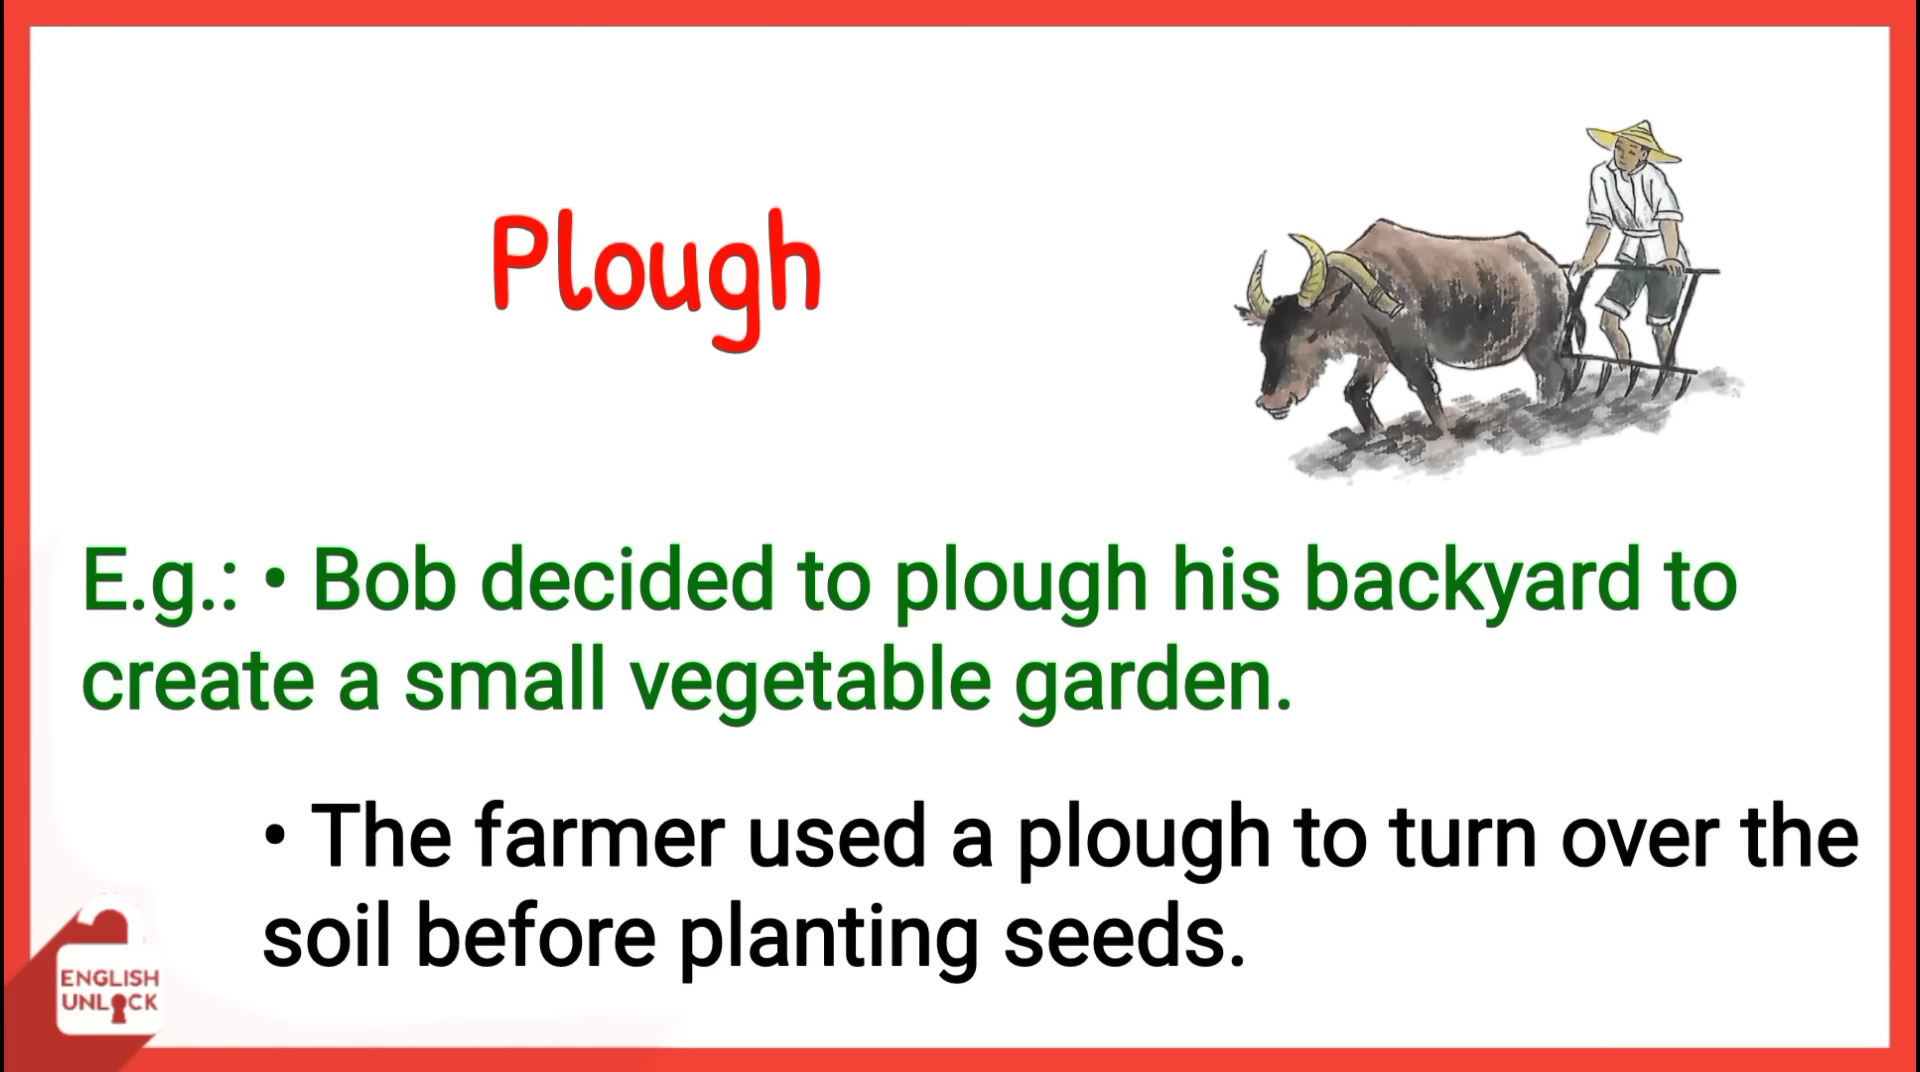 Plough
E.g.: • Bob decided to plough his backyard to
create a small vegetable garden.
• The farmer used a plough to turn over the
soil before planting seeds.
ENGLISH
UNLOCK